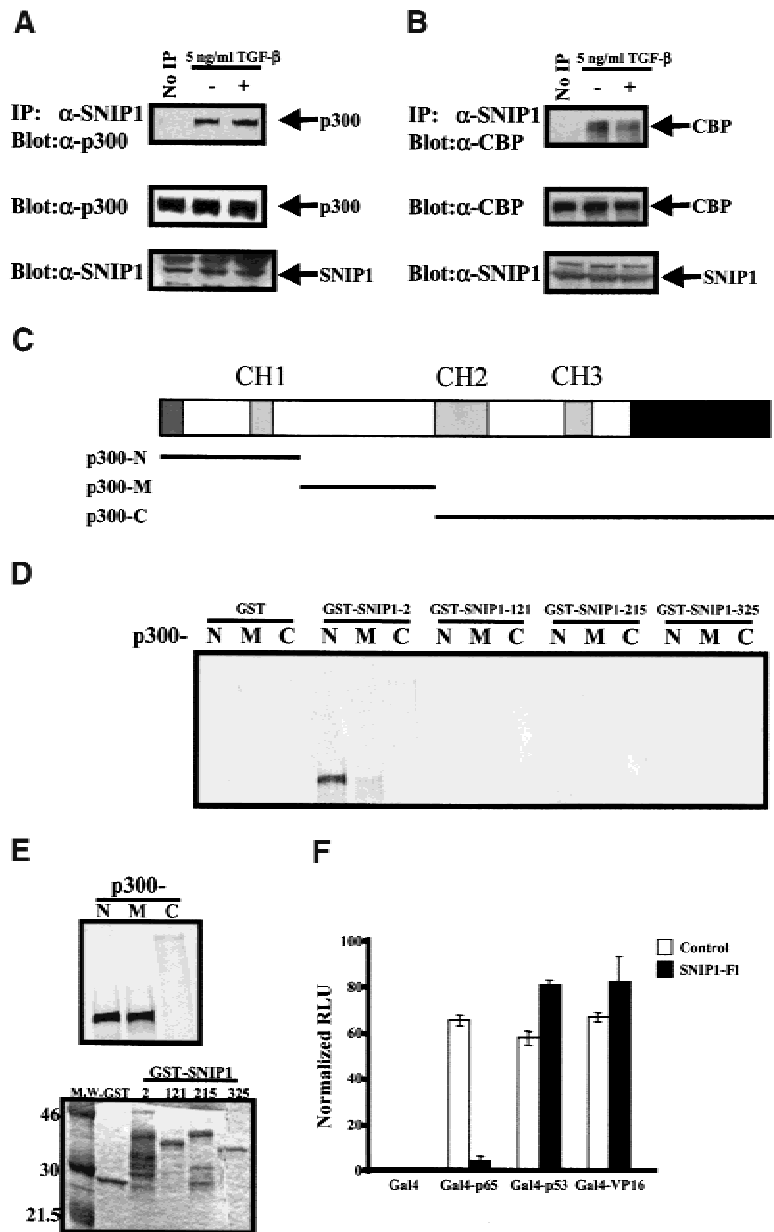 A
No IP
5 ng/ml TGF-β
- +
IP: α-SNIP1
Blot:α-p300
p300
Blot:α-p300
p300
Blot:α-SNIP1
SNIP1
B
No IP
5 ng/ml TGF-β
- +
IP: α-SNIP1
Blot:α-CBP
CBP
Blot:α-CBP
CBP
Blot:α-SNIP1
SNIP1
C
CH1 CH2 CH3
p300-N
p300-M
p300-C
D
GST GST-SNIP1-2 GST-SNIP1-121 GST-SNIP1-215 GST-SNIP1-325
p300- N M C N M C N M C N M C N M C
E
p300-
N M C
GST-SNIP1
M.W. GST 2 121 215 325
46
30
21.5
F
Normalized RLU
100
80
60
40
20
0
Control
SNIP1-Fl
Gal4 Gal4-p65 Gal4-p53 Gal4-VP16